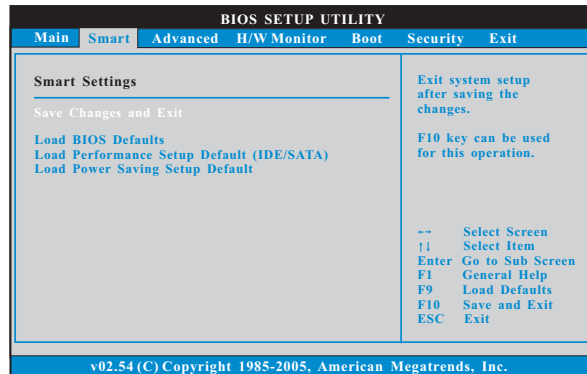 BIOS SETUP UTILITY
Main Smart Advanced H/W Monitor Boot Security Exit
Smart Settings
Save Changes and Exit
Load BIOS Defaults
Load Performance Setup Default (IDE/SATA)
Load Power Saving Setup Default
Exit system setup
after saving the
changes.
F10 key can be used
for this operation.
←→ Select Screen
↑↓ Select Item
Enter Go to Sub Screen
F1 General Help
F9 Load Defaults
F10 Save and Exit
ESC Exit
v02.54 (C) Copyright 1985-2005, American Megatrends, Inc.